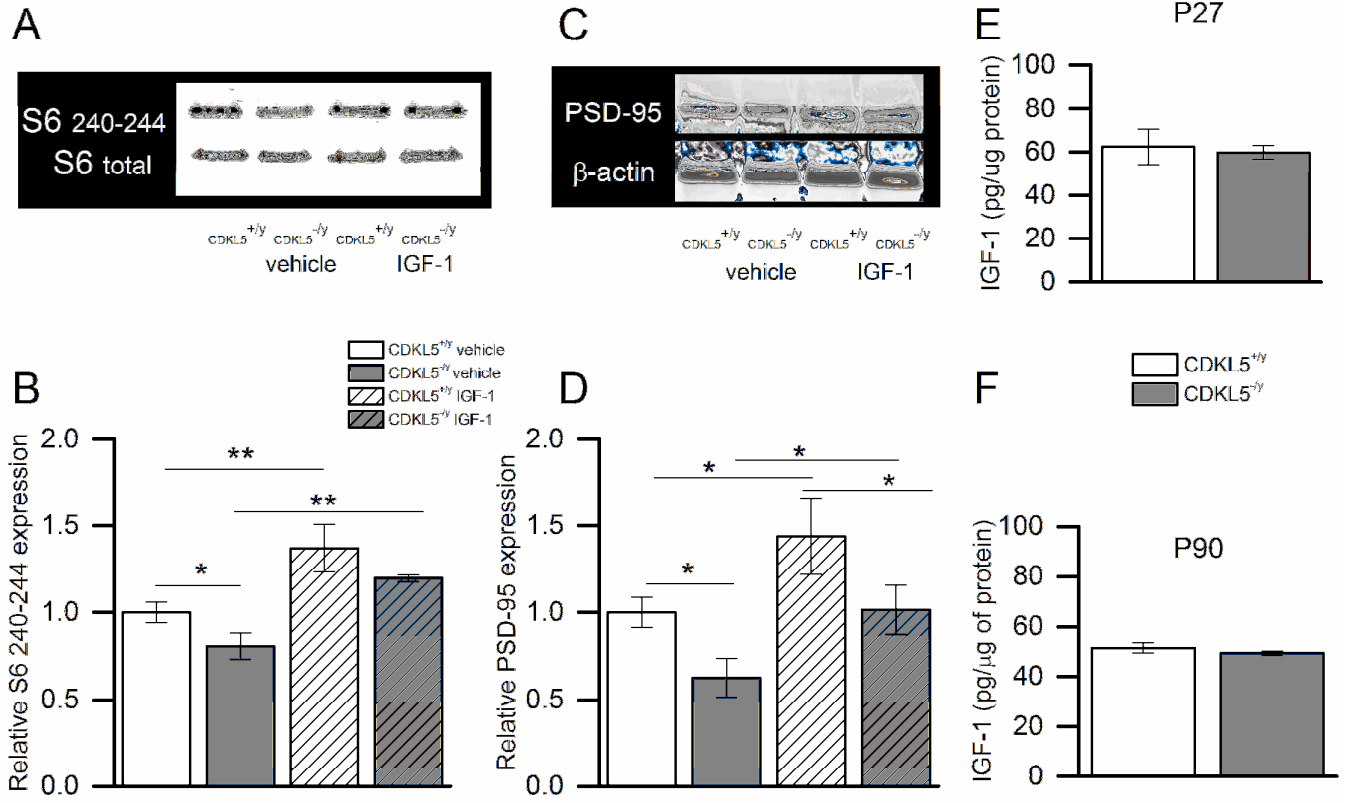 A
S6 240-244
S6 total
CDKL5+/y CDKL5-/y CDKL5+/y CDKL5-/y
vehicle IGF-1
C
PSD-95
β-actin
CDKL5+/y CDKL5-/y CDKL5+/y CDKL5-/y
vehicle IGF-1
E
P27
IGF-1 (pg/ug protein)
100
80
60
40
20
0
CDKL5+/y vehicle
CDKL5-/y vehicle
CDKL5+/y IGF-1
CDKL5-/y IGF-1
B
Relative S6 240-244 expression
2.0
1.5
1.0
0.5
0.0
**
**
*
D
Relative PSD-95 expression
2.0
1.5
1.0
0.5
0.0
*
*
*
*
CDKL5+/y
CDKL5-/y
F
P90
IGF-1 (pg/μg of protein)
100
80
60
40
20
0